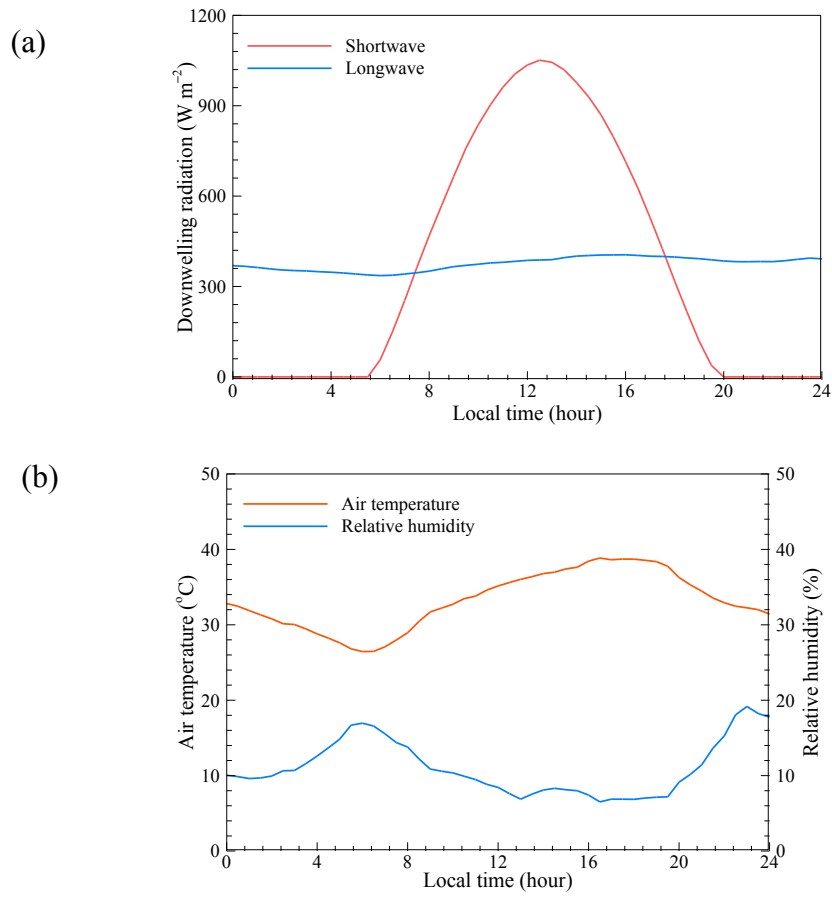 (a)
1200
900
600
300
0
Downwelling radiation (W m⁻²)
Shortwave
Longwave
0 4 8 12 16 20 24
Local time (hour)
(b)
50
40
30
20
10
0
Air temperature (°C)
Air temperature
Relative humidity
50
40
30
20
10
0
Relative humidity (%)
0 4 8 12 16 20 24
Local time (hour)